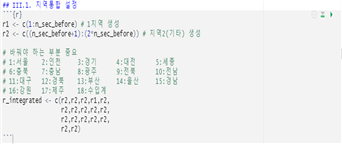 ## III.1. 지역통합 설정
```{r}
r1 <- c(1:n_sec_before) # 1지역 생성
r2 <- c((n_sec_before+1):(2*n_sec_before)) # 지역2(기타) 생성
# 바꿔야 하는 부분 중요
# 1:서울 2:인천 3:경기 4:대전 5:세종
# 6:충북 7:충남 8:광주 9:전북 10:전남
# 11:대구 12:경북 13:부산 14:울산 15:경남
# 16:강원 17:제주 18:수입계
r_integrated <- c(r2,r2,r2,r1,r2,
r2,r2,r2,r2,r2,
r2,r2,r2,r2,r2,
r2,r2)
```